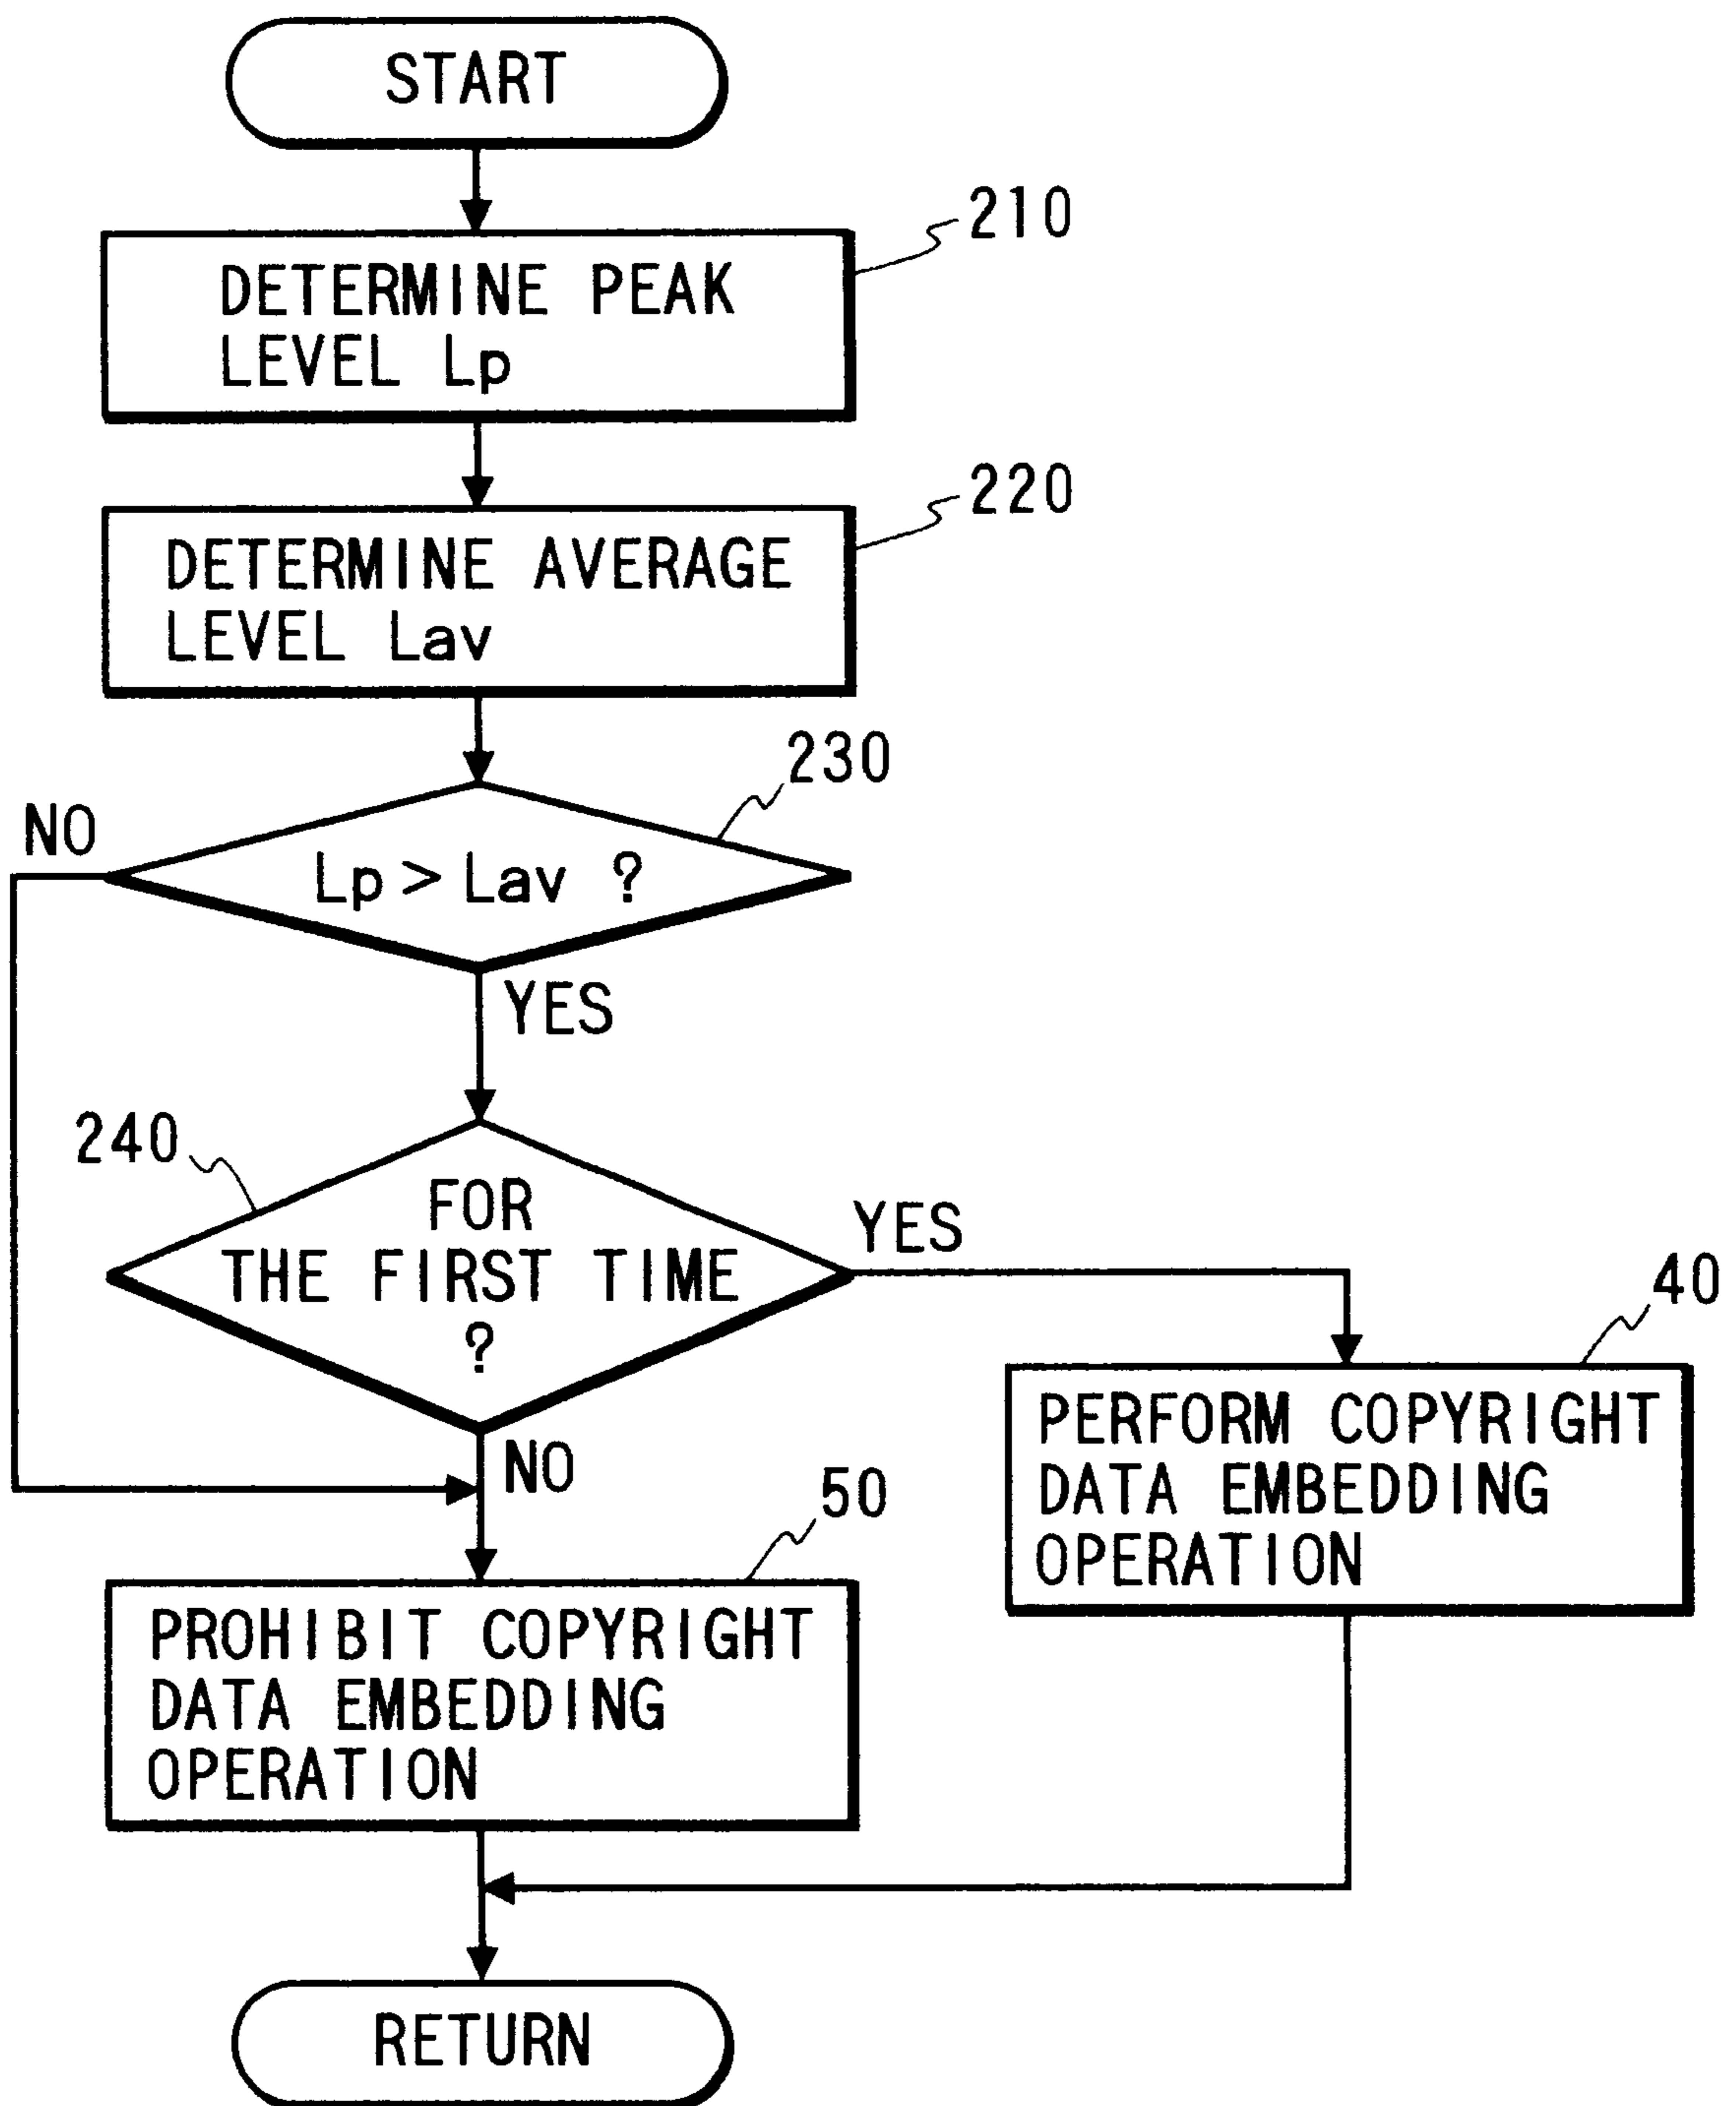 START
210
DETERMINE PEAK
LEVEL Lp
220
DETERMINE AVERAGE
LEVEL Lav
230
NO
Lp > Lav ?
YES
240
FOR
THE FIRST TIME
?
YES
40
PERFORM COPYRIGHT
DATA EMBEDDING
OPERATION
NO
50
PROHIBIT COPYRIGHT
DATA EMBEDDING
OPERATION
RETURN